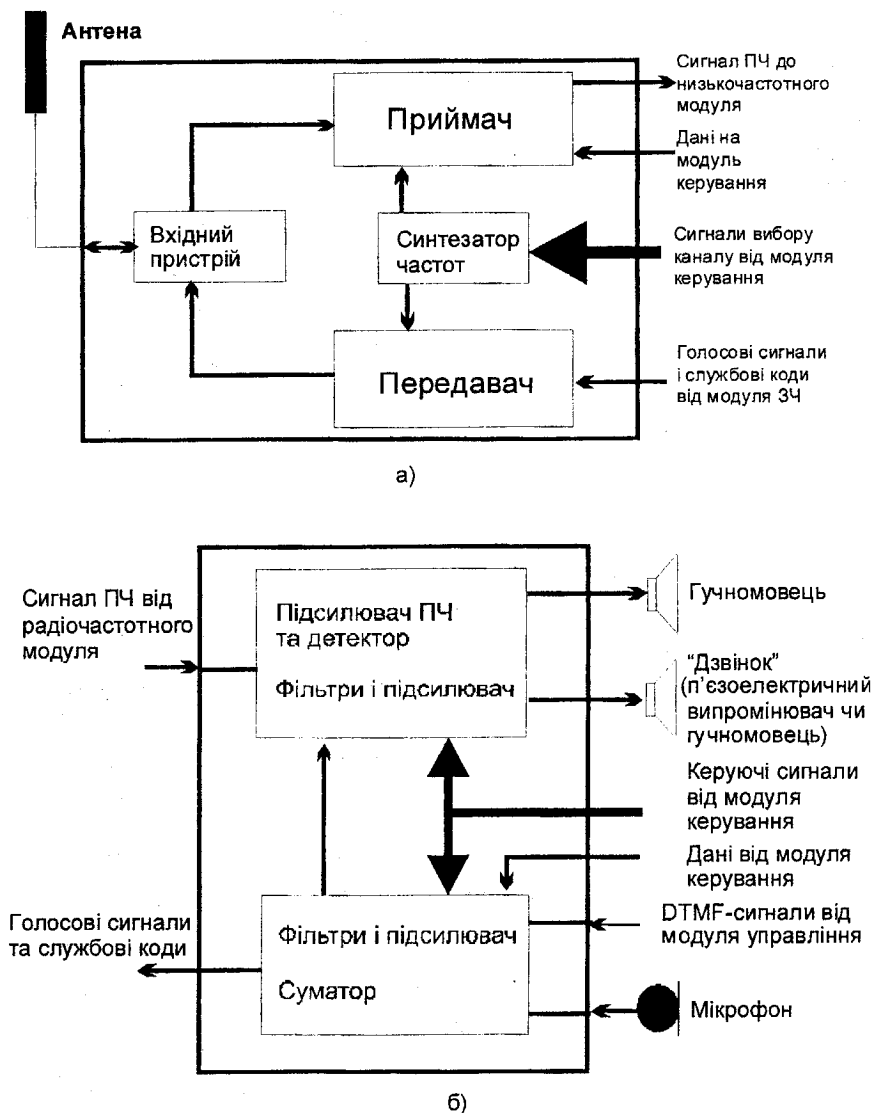 Антена
Сигнал ПЧ до
низькочастотного
модуля
Приймач
Дані на
модуль
керування
Вхідний
пристрій
Синтезатор
частот
Сигнали вибору
каналу від модуля
керування
Передавач
Голосові сигнали
і службові коди
від модуля ЗЧ
а)
Сигнал ПЧ від
радіочастотного
модуля
Підсилювач ПЧ
та детектор
Фільтри і підсилювач
Гучномовець
"Дзвінок"
(п'єзоелектричний
випромінювач чи
гучномовець)
Керуючі сигнали
від модуля
керування
Дані від модуля
керування
Голосові сигнали
та службові коди
Фільтри і підсилювач
Суматор
DTMF-сигнали від
модуля управління
Мікрофон
б)